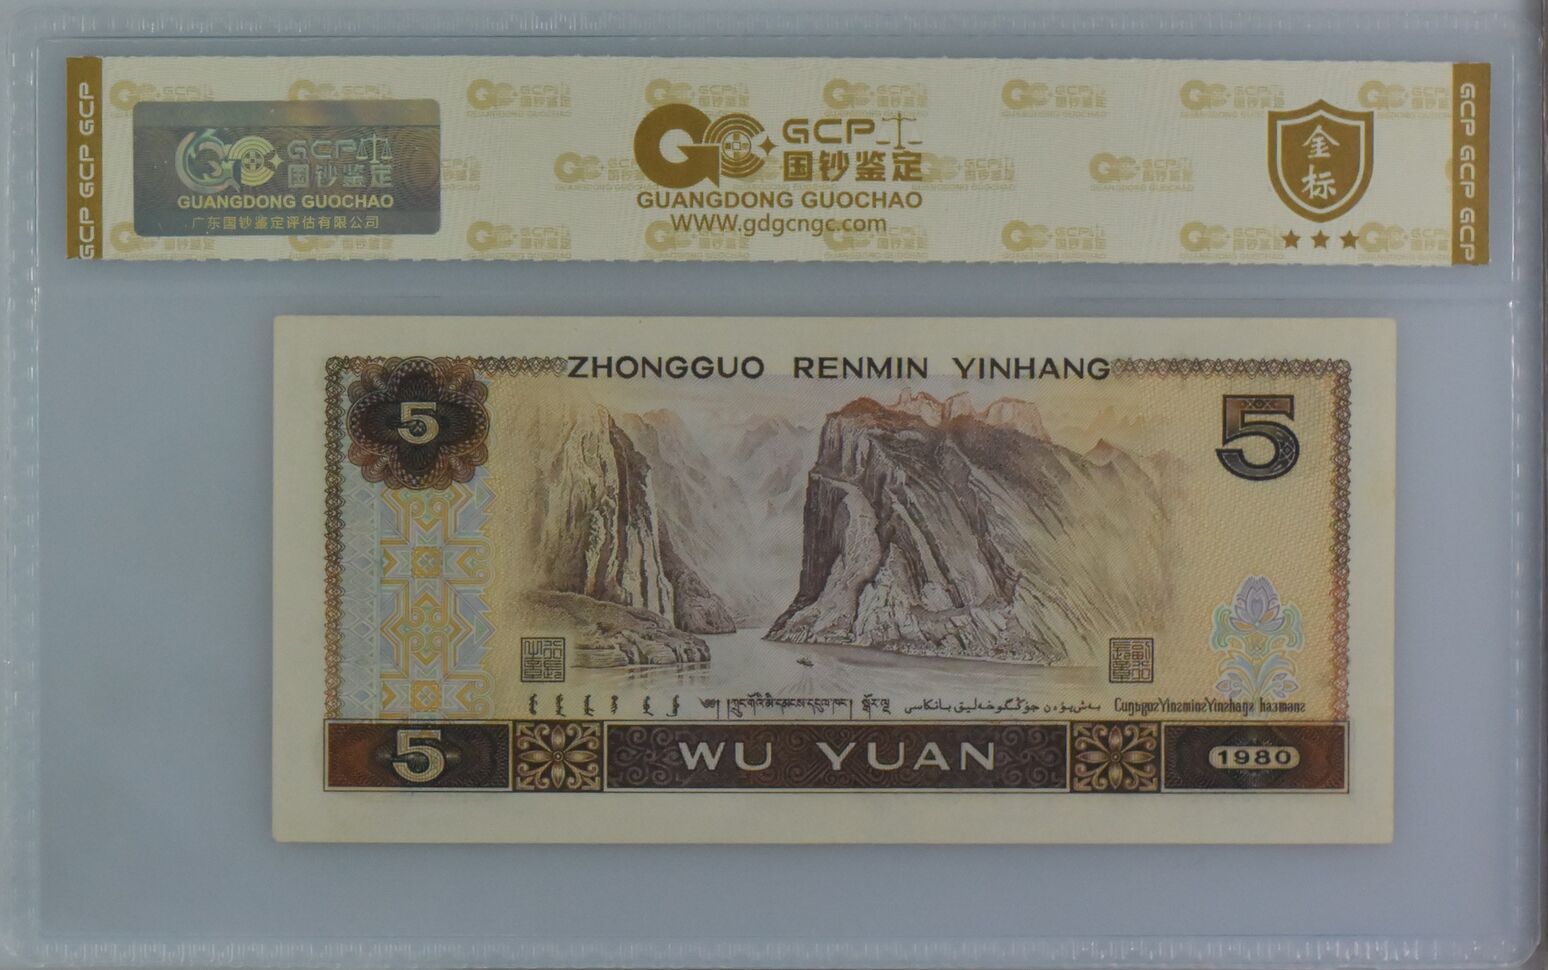 GCP GCP GCP
GUANGDONG GUOCHAO
广东国钞鉴定评估有限公司
GCP
国钞鉴定
GUANGDONG GUOCHAO
WWW.gdgcngc.com
金标
GCP GCP GCP
GCP
国钞鉴定
ZHONGGUO RENMIN YINHANG
5
5
5
WU YUAN
1980